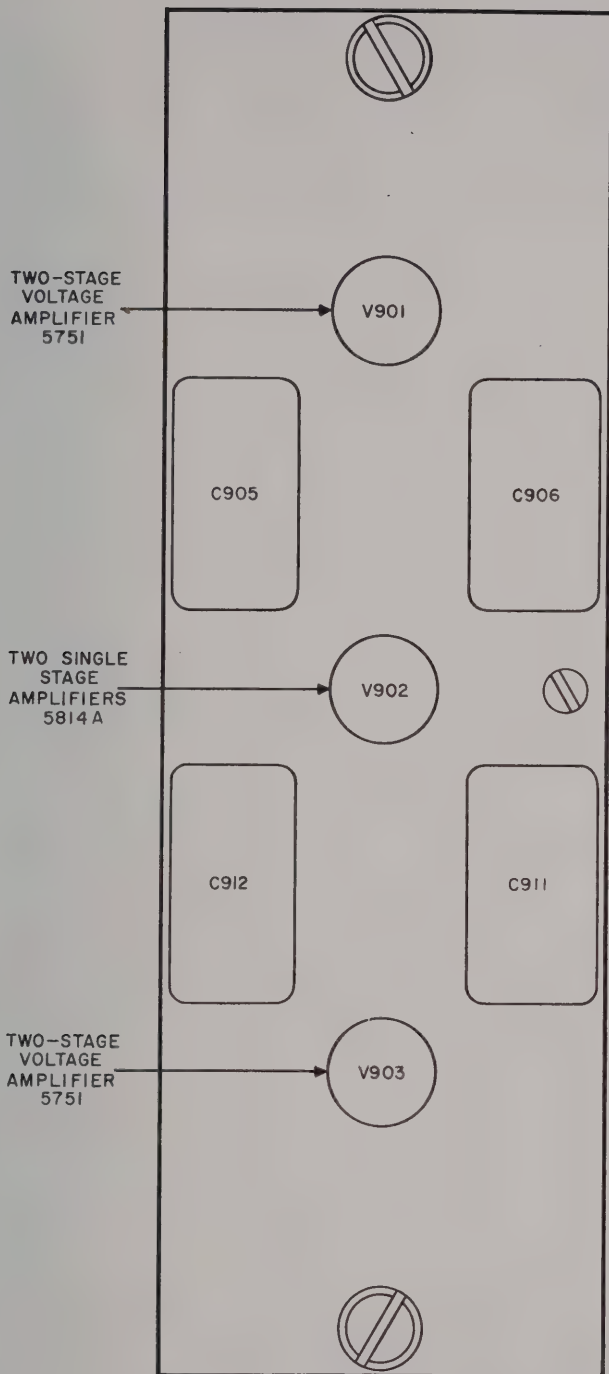 TWO-STAGE
VOLTAGE
AMPLIFIER
5751
V901
C905
C906
TWO SINGLE
STAGE
AMPLIFIERS
5814A
V902
C912
C911
TWO-STAGE
VOLTAGE
AMPLIFIER
5751
V903